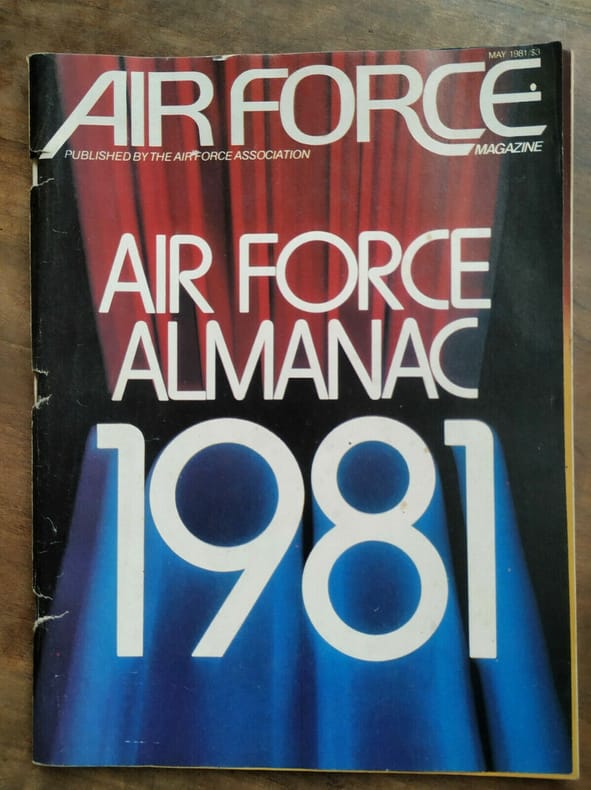 MAY 1981/$3
AIR FORCE
MAGAZINE
PUBLISHED BY THE AIR FORCE ASSOCIATION
AIR FORCE
ALMANAC
1981